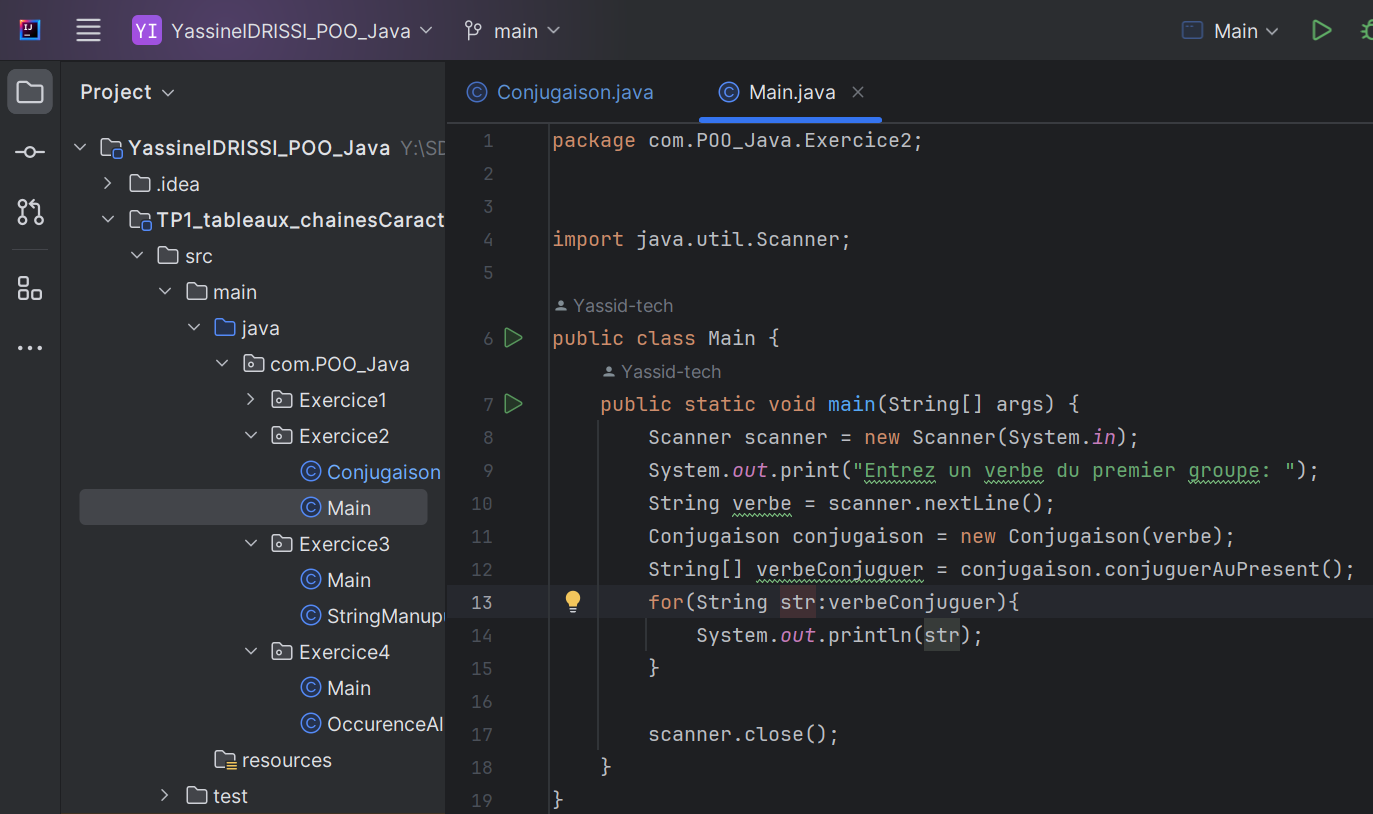 YI YassineIDRISSI_POO_Java main Main
Project
Conjugaison.java Main.java
YassineIDRISSI_POO_Java Y:\SD
.idea
TP1_tableaux_chainesCaract
src
main
java
com.POO_Java
Exercice1
Exercice2
Conjugaison
Main
Exercice3
Main
StringManupu
Exercice4
Main
OccurenceAl
resources
test
1 package com.POO_Java.Exercice2;
2
3
4 import java.util.Scanner;
5
Yassid-tech
6 public class Main {
Yassid-tech
7 public static void main(String[] args) {
8 Scanner scanner = new Scanner(System.in);
9 System.out.print("Entrez un verbe du premier groupe: ");
10 String verbe = scanner.nextLine();
11 Conjugaison conjugaison = new Conjugaison(verbe);
12 String[] verbeConjuguer = conjugaison.conjuguerAuPresent();
13 for(String str:verbeConjuguer){
14 System.out.println(str);
15 }
16
17 scanner.close();
18 }
19 }